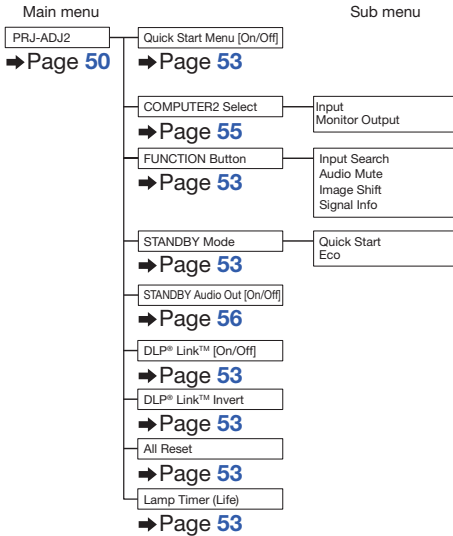 Main menu
Sub menu
PRJ-ADJ2
➡Page 50
Quick Start Menu [On/Off]
➡Page 53
COMPUTER2 Select
➡Page 55
Input
Monitor Output
FUNCTION Button
➡Page 53
Input Search
Audio Mute
Image Shift
Signal Info
STANDBY Mode
➡Page 53
Quick Start
Eco
STANDBY Audio Out [On/Off]
➡Page 56
DLP® Link™ [On/Off]
➡Page 53
DLP® Link™ Invert
➡Page 53
All Reset
➡Page 53
Lamp Timer (Life)
➡Page 53